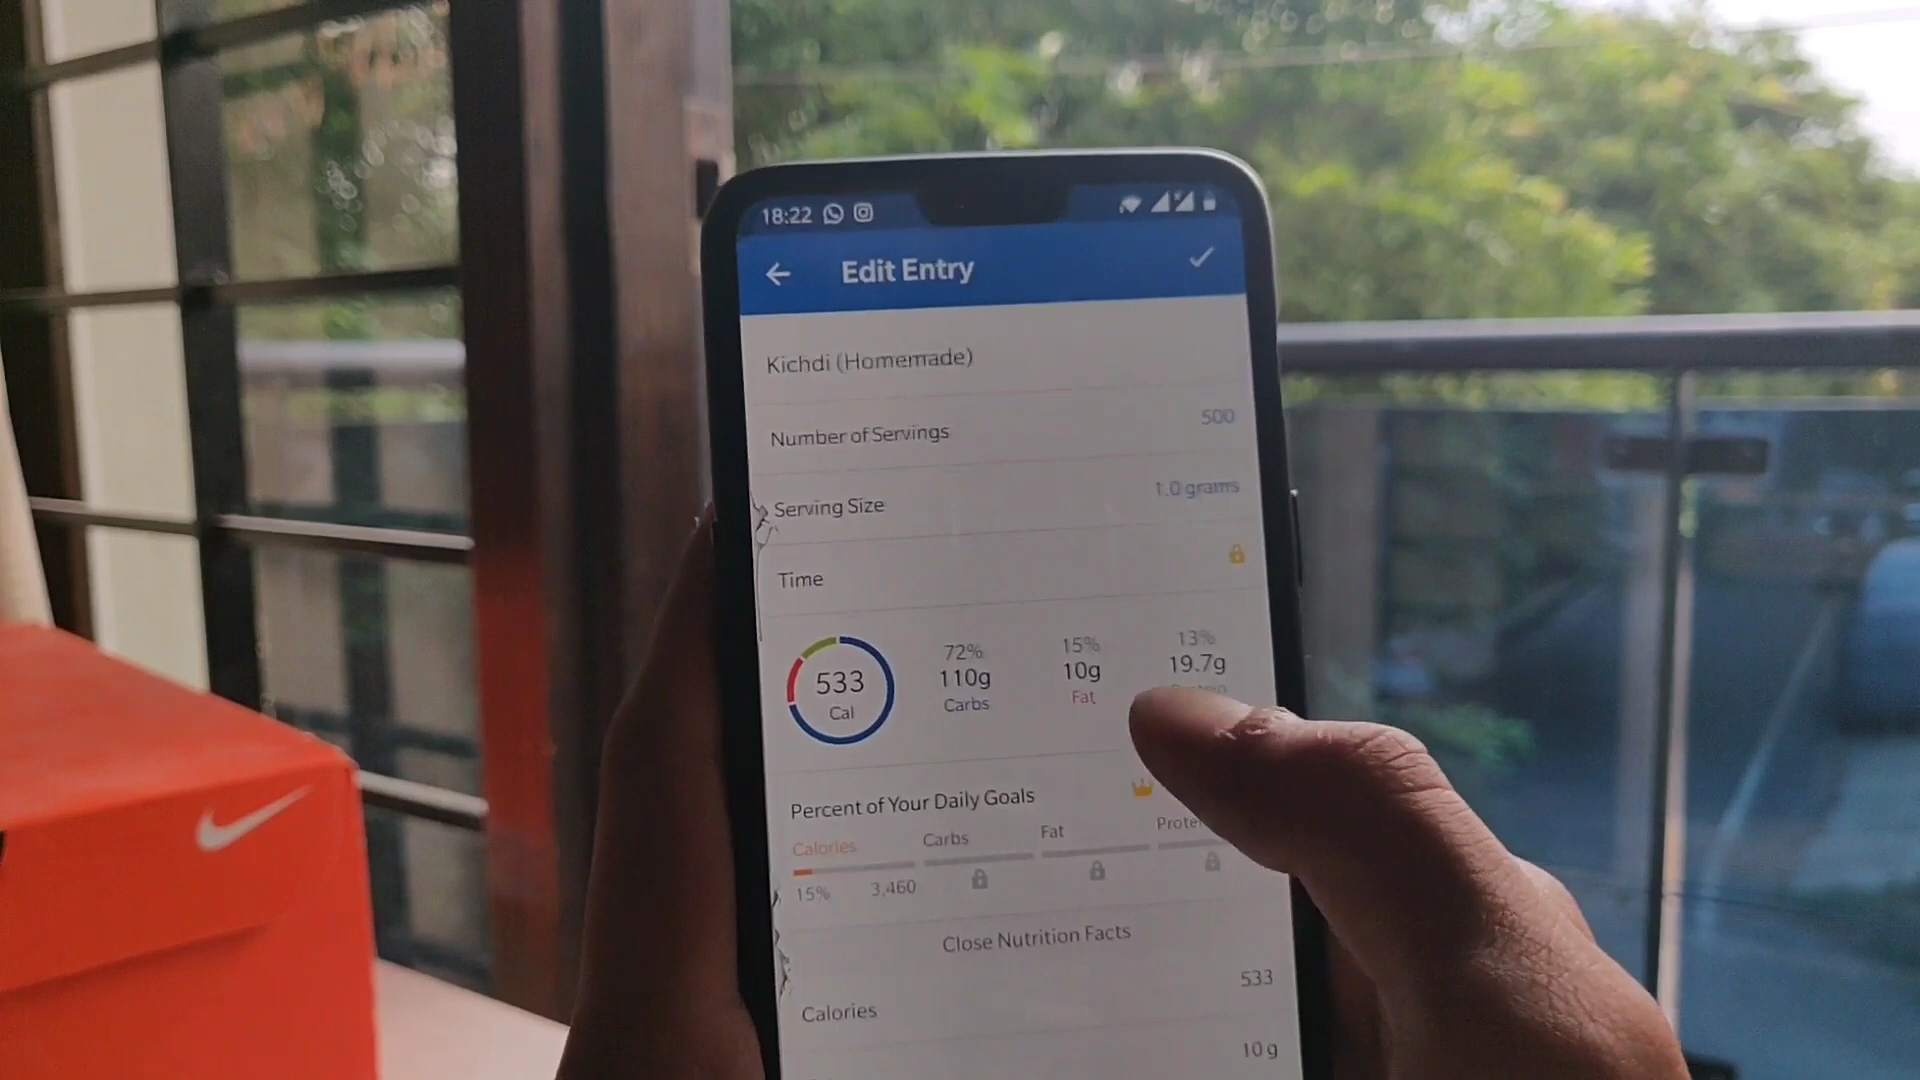 18:22
Edit Entry
Kichdi (Homemade)
Number of Servings 500
Serving Size 1.0 grams
Time
72% 15% 13%
533 110g 10g 19.7g
Cal Carbs Fat
Percent of Your Daily Goals
Calories Carbs Fat
15% 3,460
Close Nutrition Facts
Calories 533
10 g